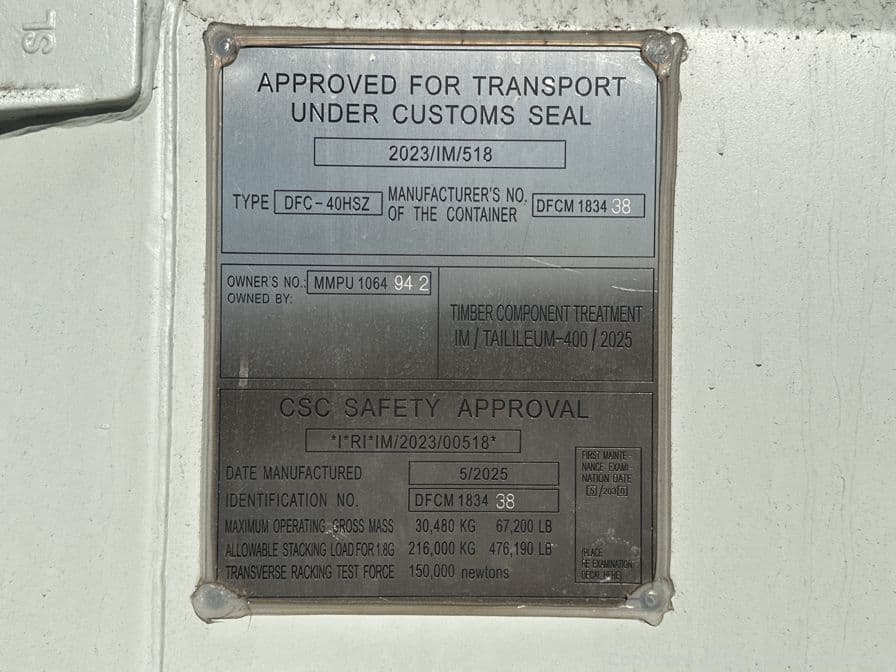 APPROVED FOR TRANSPORT
UNDER CUSTOMS SEAL
2023/IM/518
TYPE DFC-40HSZ MANUFACTURER'S NO. OF THE CONTAINER DFCM 1834 38
OWNER'S NO.: MMPU 1064 94 2
OWNED BY:
TIMBER COMPONENT TREATMENT
IM / TAILILEUM-400 / 2025
CSC SAFETY APPROVAL
*I*RI*IM/2023/00518*
DATE MANUFACTURED 5/2025
IDENTIFICATION NO. DFCM 1834 38
MAXIMUM OPERATING GROSS MASS 30,480 KG 67,200 LB
ALLOWABLE STACKING LOAD FOR 1.8G 216,000 KG 476,190 LB
TRANSVERSE RACKING TEST FORCE 150,000 newtons
FIRST MAINTE-
NANCE EXAMI-
NATION DATE
5 /2030
(PLACE
RE EXAMINATION
DECAL HERE)